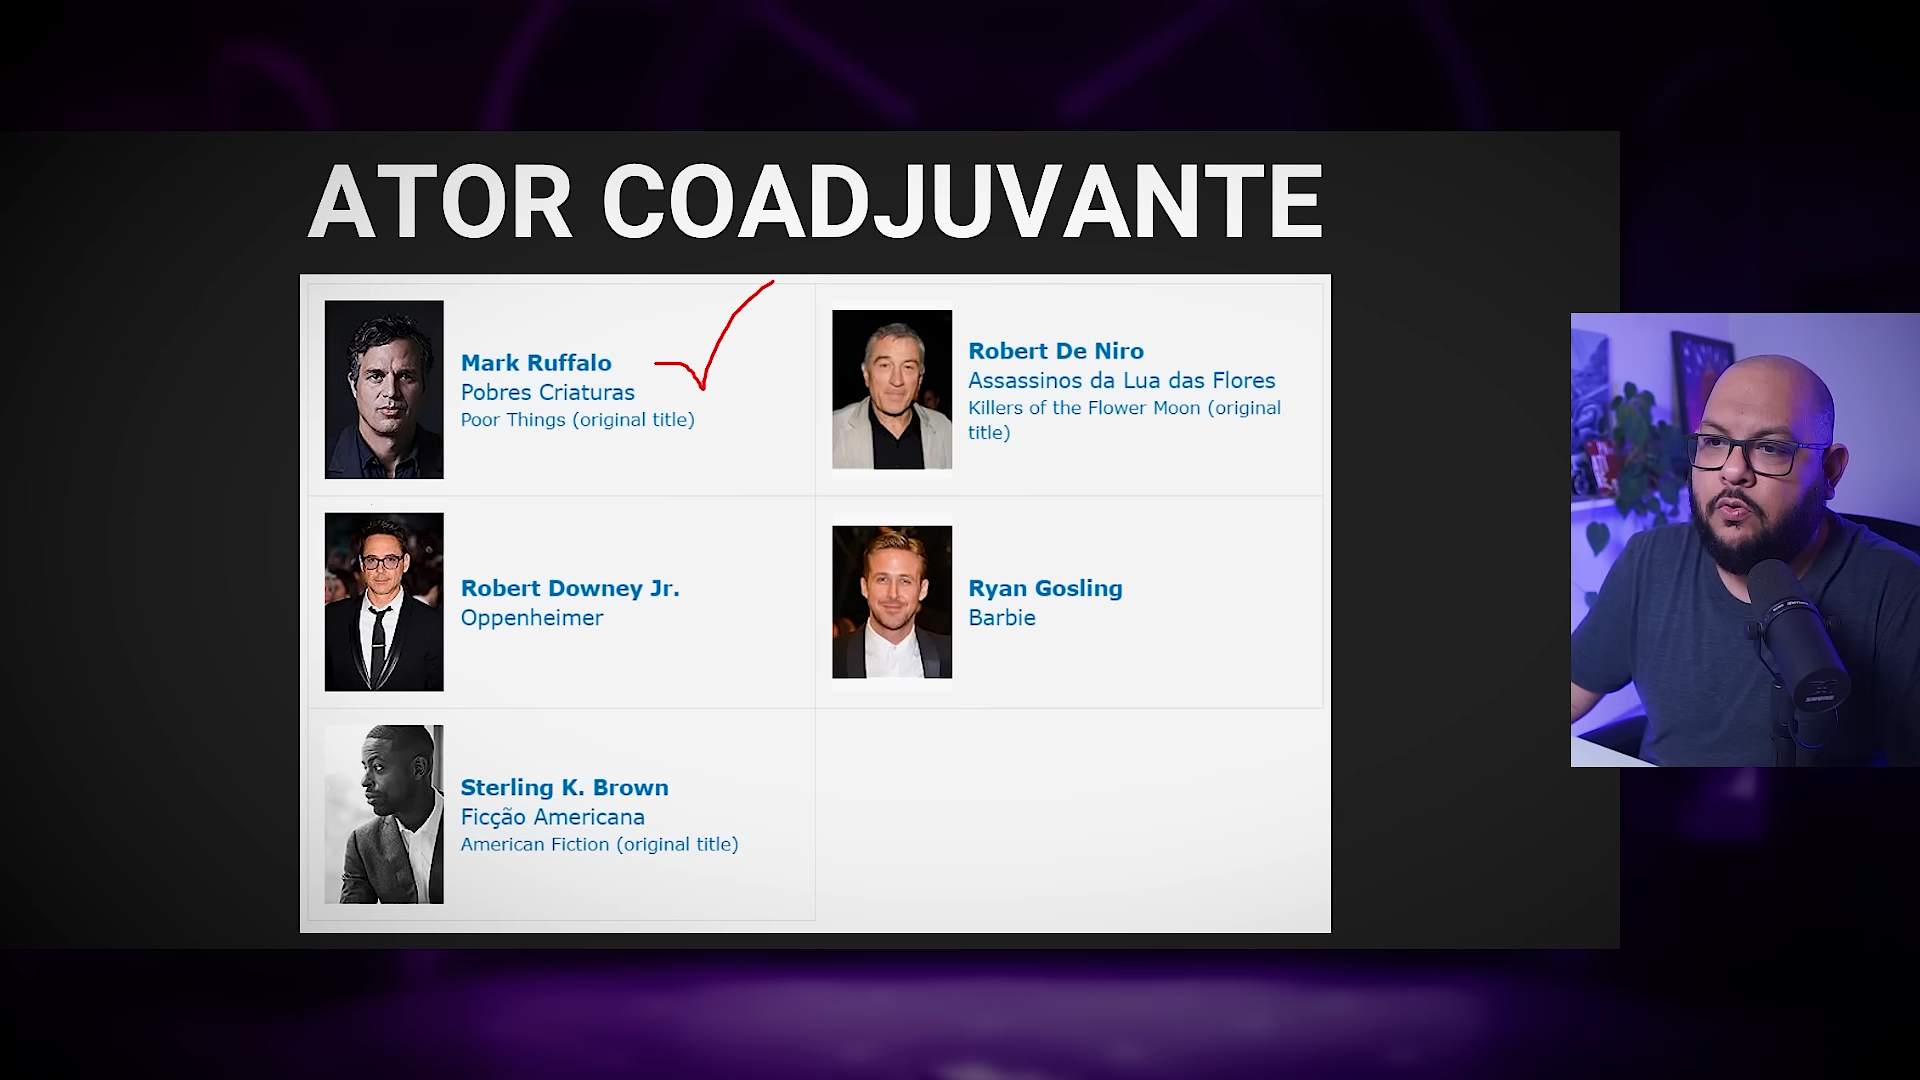 ATOR COADJUVANTE
Mark Ruffalo
Pobres Criaturas
Poor Things (original title)
Robert De Niro
Assassinos da Lua das Flores
Killers of the Flower Moon (original
title)
Robert Downey Jr.
Oppenheimer
Ryan Gosling
Barbie
Sterling K. Brown
Ficção Americana
American Fiction (original title)
SHURE